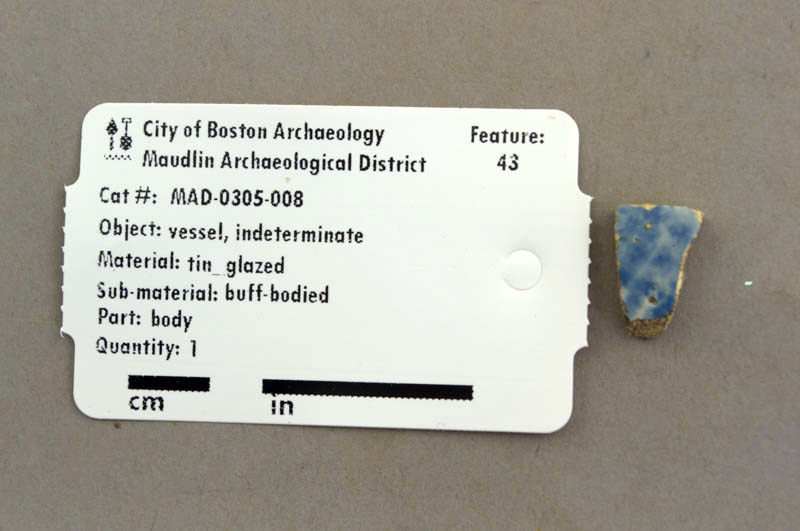 City of Boston Archaeology
Maudlin Archaeological District
Feature:
43
Cat #: MAD-0305-008
Object: vessel, indeterminate
Material: tin_glazed
Sub-material: buff-bodied
Part: body
Quantity: 1
cm
in